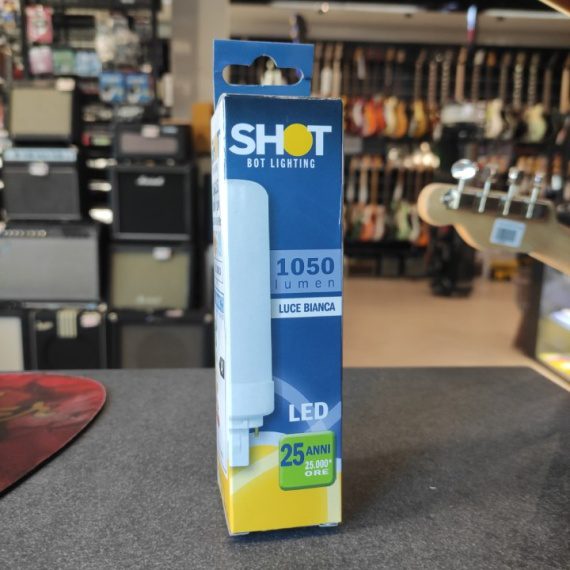 SHOT
BOT LIGHTING
1050
lumen
LUCE BIANCA
LED
25 ANNI
25.000*
ORE